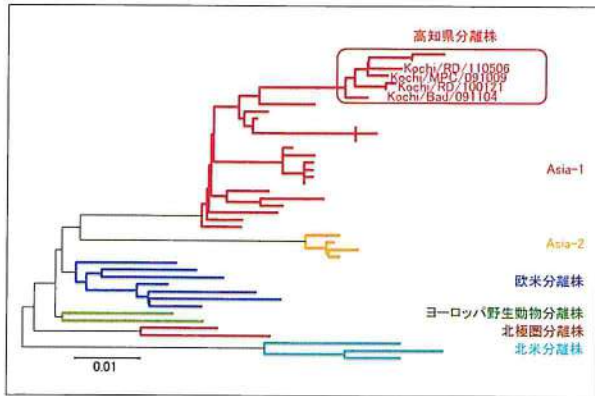 高知県分離株
Kochi/RD/110506
Kochi/MPC/091009
Kochi/RD/100121
Kochi/Bad/091104
Asia-1
Asia-2
欧米分離株
ヨーロッパ野生動物分離株
北極圏分離株
北米分離株
0.01